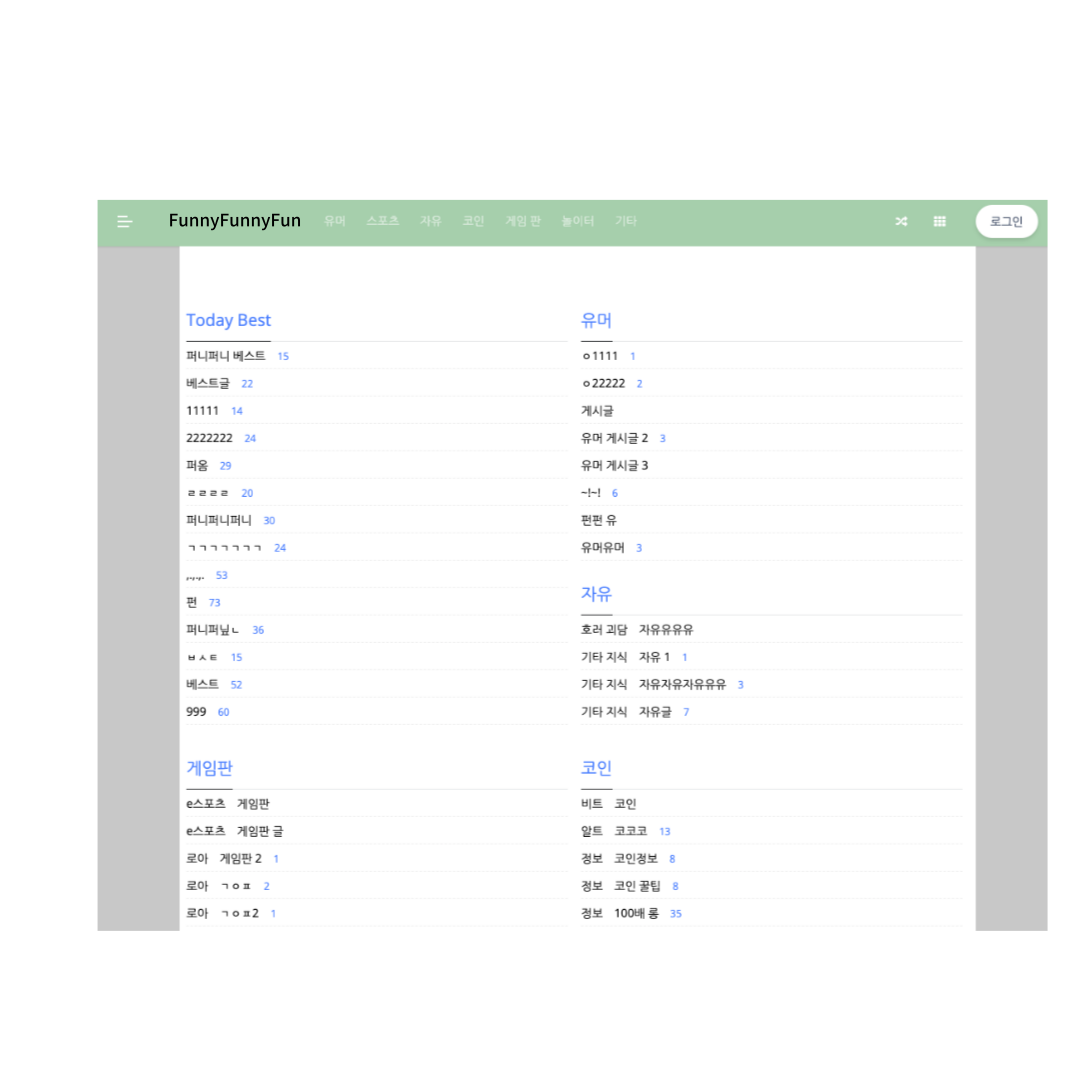 FunnyFunnyFun 유머 스포츠 자유 코인 게임 판 놀이터 기타 로그인
Today Best
퍼니퍼니 베스트 15
베스트글 22
11111 14
2222222 24
퍼옴 29
ㄹㄹㄹㄹ 20
퍼니퍼니퍼니 30
ㄱㄱㄱㄱㄱㄱㄱ 24
53
펀 73
퍼니퍼닢ㄴ 36
ㅂㅅㅌ 15
베스트 52
999 60
유머
ㅇ1111 1
ㅇ22222 2
게시글
유머 게시글 2 3
유머 게시글 3
~!~! 6
펀펀 유
유머유머 3
자유
호러 괴담 자유유유유
기타 지식 자유 1 1
기타 지식 자유자유자유유유 3
기타 지식 자유글 7
게임판
e스포츠 게임판
e스포츠 게임판 글
로아 게임판 2 1
로아 ㄱㅇㅍ 2
로아 ㄱㅇㅍ2 1
코인
비트 코인
알트 코코코 13
정보 코인정보 8
정보 코인 꿀팁 8
정보 100배 롱 35